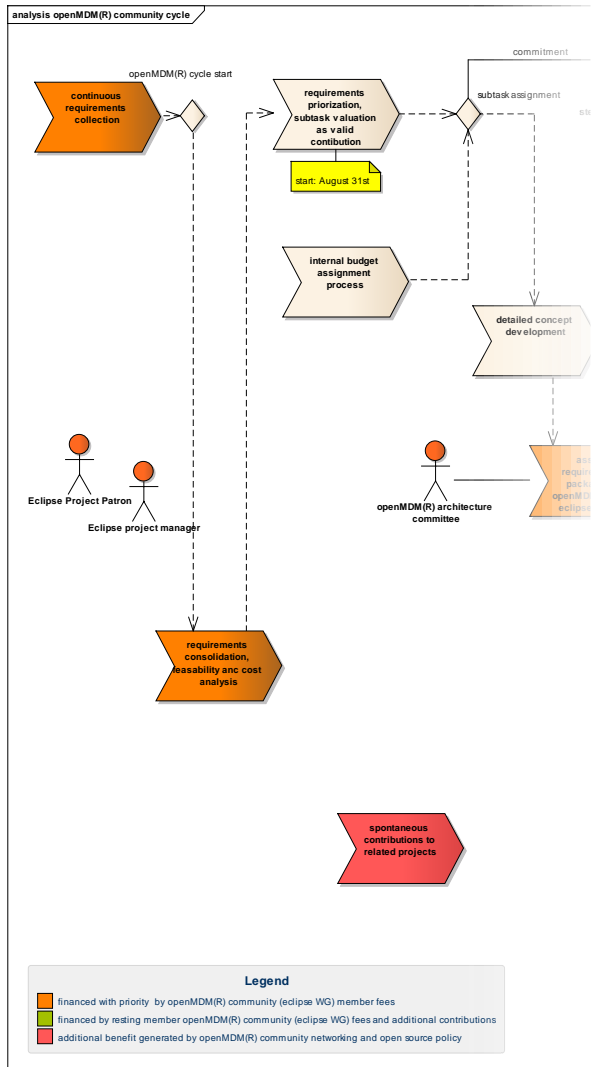 analysis openMDM(R) community cycle
commitment
openMDM(R) cycle start
continuous
requirements
collection
requirements
priorization,
subtask valuation
as valid
contibution
subtask assignment
start: August 31st
internal budget
assignment
process
detailed concept
development
Eclipse Project Patron
Eclipse project manager
openMDM(R) architecture
committee
requirements
consolidation,
feasability and cost
analysis
spontaneous
contributions to
related projects
Legend
financed with priority by openMDM(R) community (eclipse WG) member fees
financed by resting member openMDM(R) community (eclipse WG) fees and additional contributions
additional benefit generated by openMDM(R) community networking and open source policy